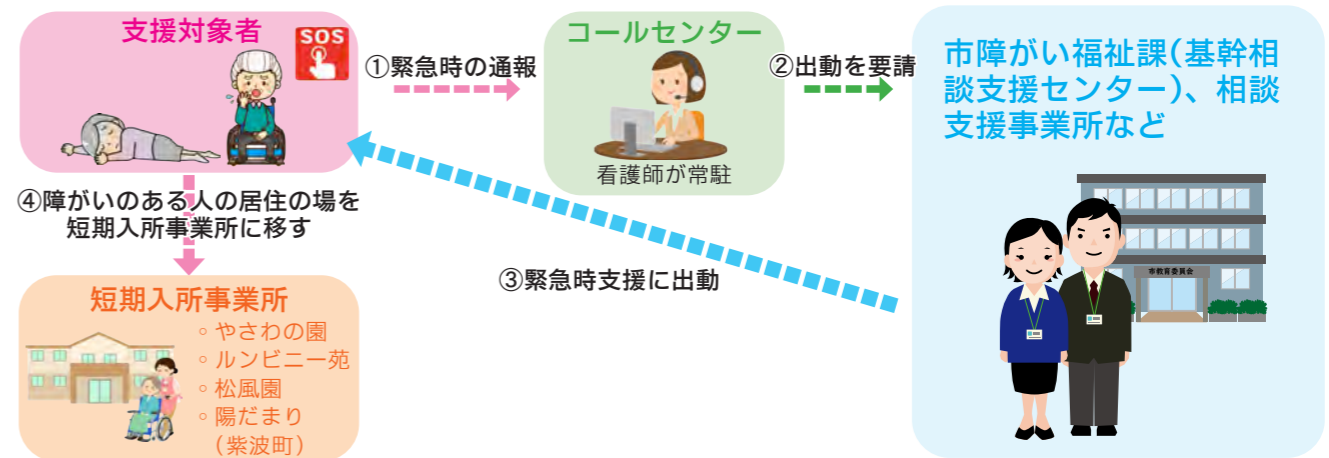 支援対象者
SOS
①緊急時の通報
コールセンター
看護師が常駐
②出動を要請
市障がい福祉課(基幹相
談支援センター)、相談
支援事業所など
市教育委員会
③緊急時支援に出動
④障がいのある人の居住の場を
短期入所事業所に移す
短期入所事業所
◦やさわの園
◦ルンビニー苑
◦松風園
◦陽だまり
（紫波町）